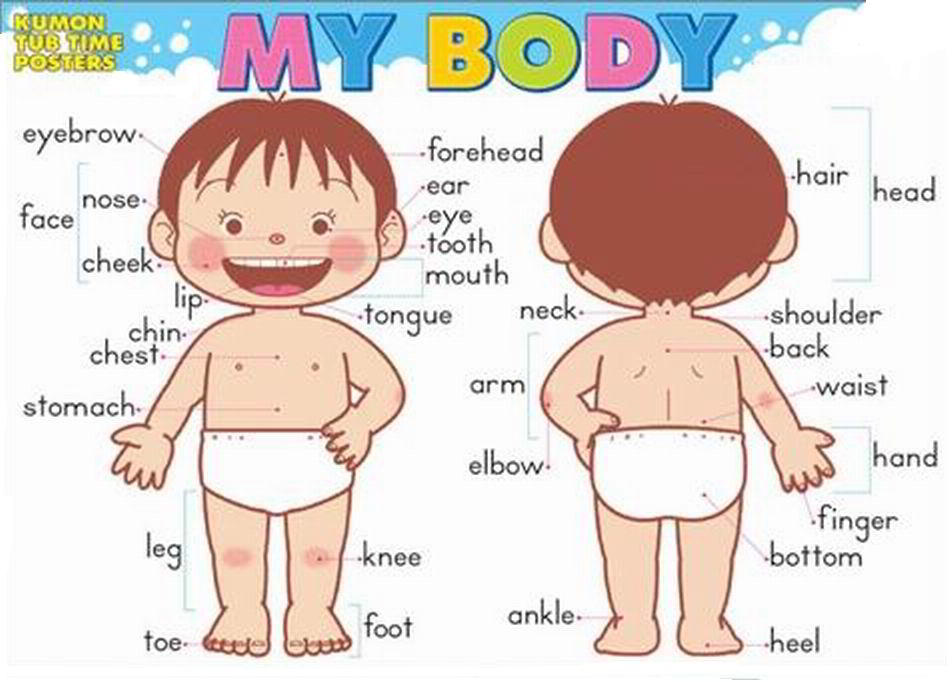 KUMON
TUB TIME
POSTERS
MY BODY
eyebrow
forehead
ear
nose
face
eye
tooth
cheek
mouth
lip
tongue
chin
chest
stomach
leg
knee
foot
toe
hair
head
neck
shoulder
back
arm
waist
elbow
hand
finger
bottom
ankle
heel